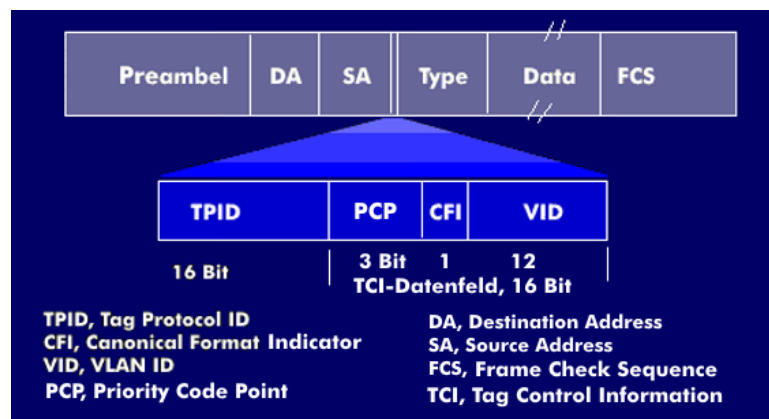 Preambel DA SA Type Data FCS
TPID PCP CFI VID
16 Bit 3 Bit 1 12
TCI-Datenfeld, 16 Bit
TPID, Tag Protocol ID
CFI, Canonical Format Indicator
VID, VLAN ID
PCP, Priority Code Point
DA, Destination Address
SA, Source Address
FCS, Frame Check Sequence
TCI, Tag Control Information